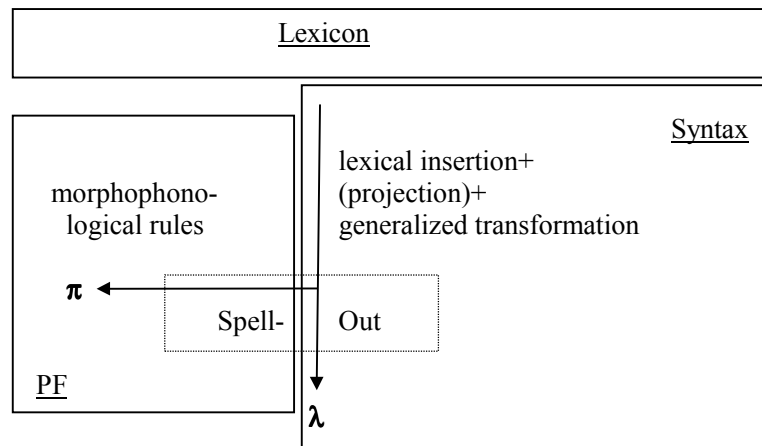 Lexicon
Syntax
lexical insertion+
(projection)+
generalized transformation
morphophono-
logical rules
π
Spell- Out
PF
λ